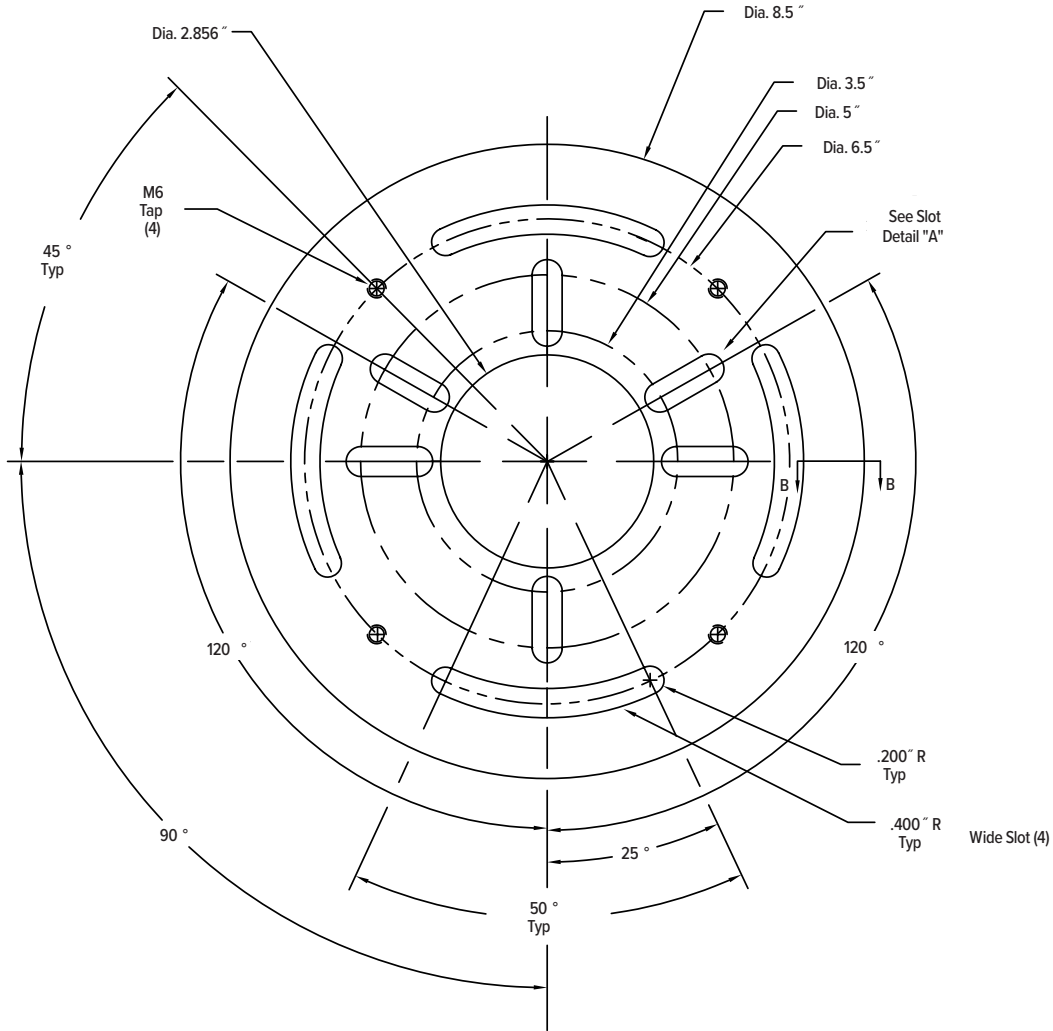 Dia. 8.5 ″
Dia. 2.856 ″
Dia. 3.5 ″
Dia. 5 ″
Dia. 6.5 ″
M6
Tap
(4)
See Slot
Detail "A"
45 °
Typ
B
B
120 °
120 °
.200″ R
Typ
.400″ R
Typ
Wide Slot (4)
90 °
25 °
50 °
Typ